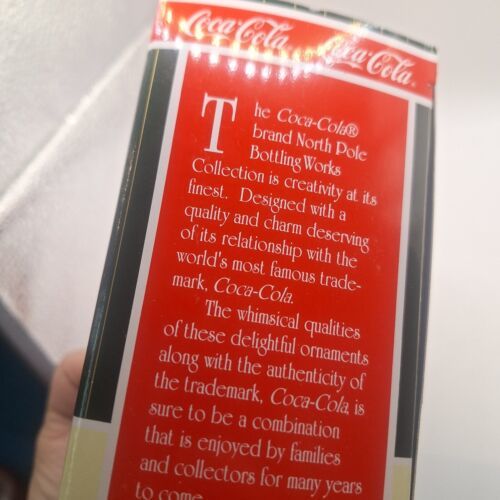 Coca-Cola Coca-Cola®
The Coca-Cola®
brand North Pole
Bottling Works
Collection is creativity at its
finest. Designed with a
quality and charm deserving
of its relationship with the
world's most famous trade-
mark, Coca-Cola.
The whimsical qualities
of these delightful ornaments
along with the authenticity of
the trademark, Coca-Cola, is
sure to be a combination
that is enjoyed by families
and collectors for many years
to come.